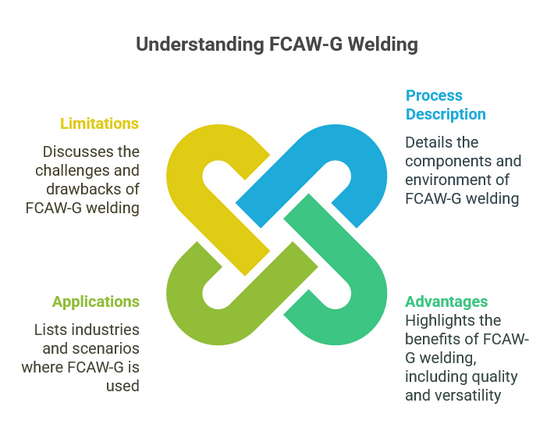 Understanding FCAW-G Welding
Limitations
Discusses the
challenges and
drawbacks of
FCAW-G welding
Process
Description
Details the
components and
environment of
FCAW-G welding
Applications
Lists industries
and scenarios
where FCAW-G is
used
Advantages
Highlights the
benefits of FCAW-
G welding,
including quality
and versatility